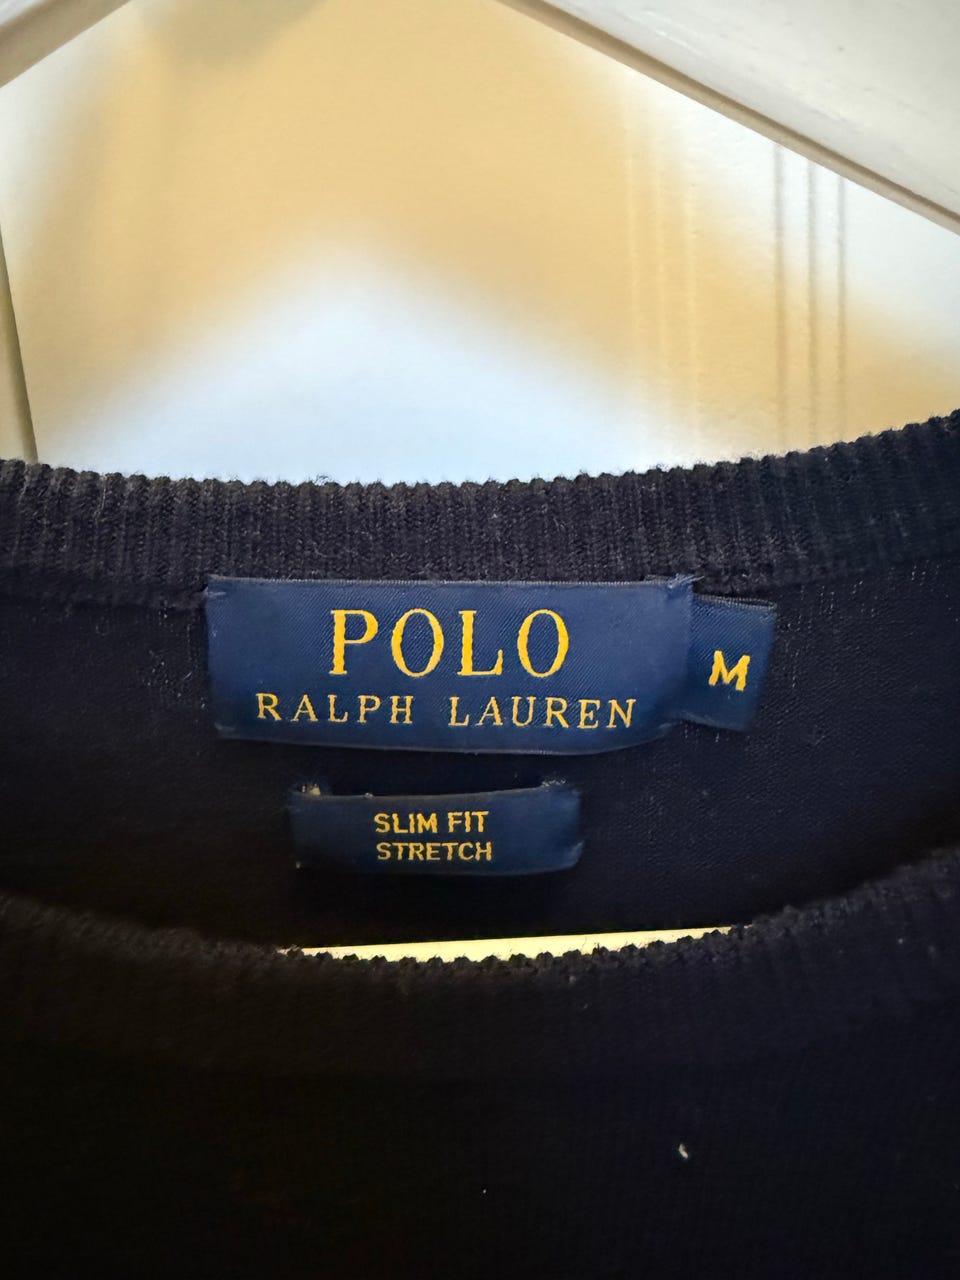 POLO
RALPH LAUREN
M
SLIM FIT
STRETCH